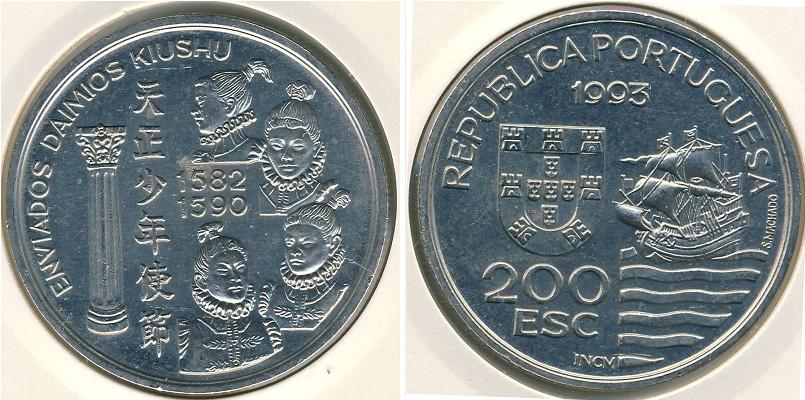 ENVIADOS DAIMIOS KIUSHU
天正少年使節
1582
1590
REPUBLICA PORTUGUESA
1993
S.MACHADO
200
ESC
INCM